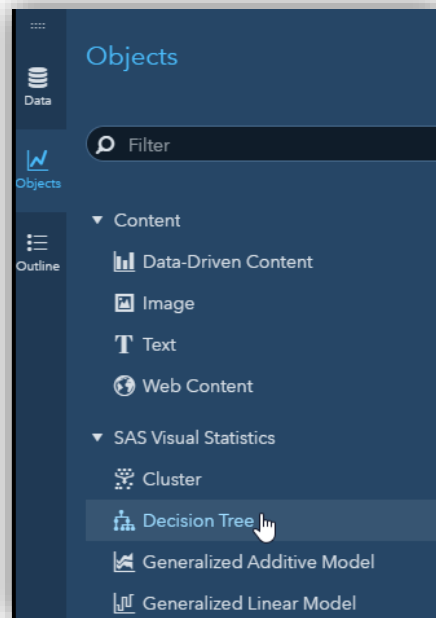 Data
Objects
Outline
Objects
Filter
Content
Data-Driven Content
Image
Text
Web Content
SAS Visual Statistics
Cluster
Decision Tree
Generalized Additive Model
Generalized Linear Model